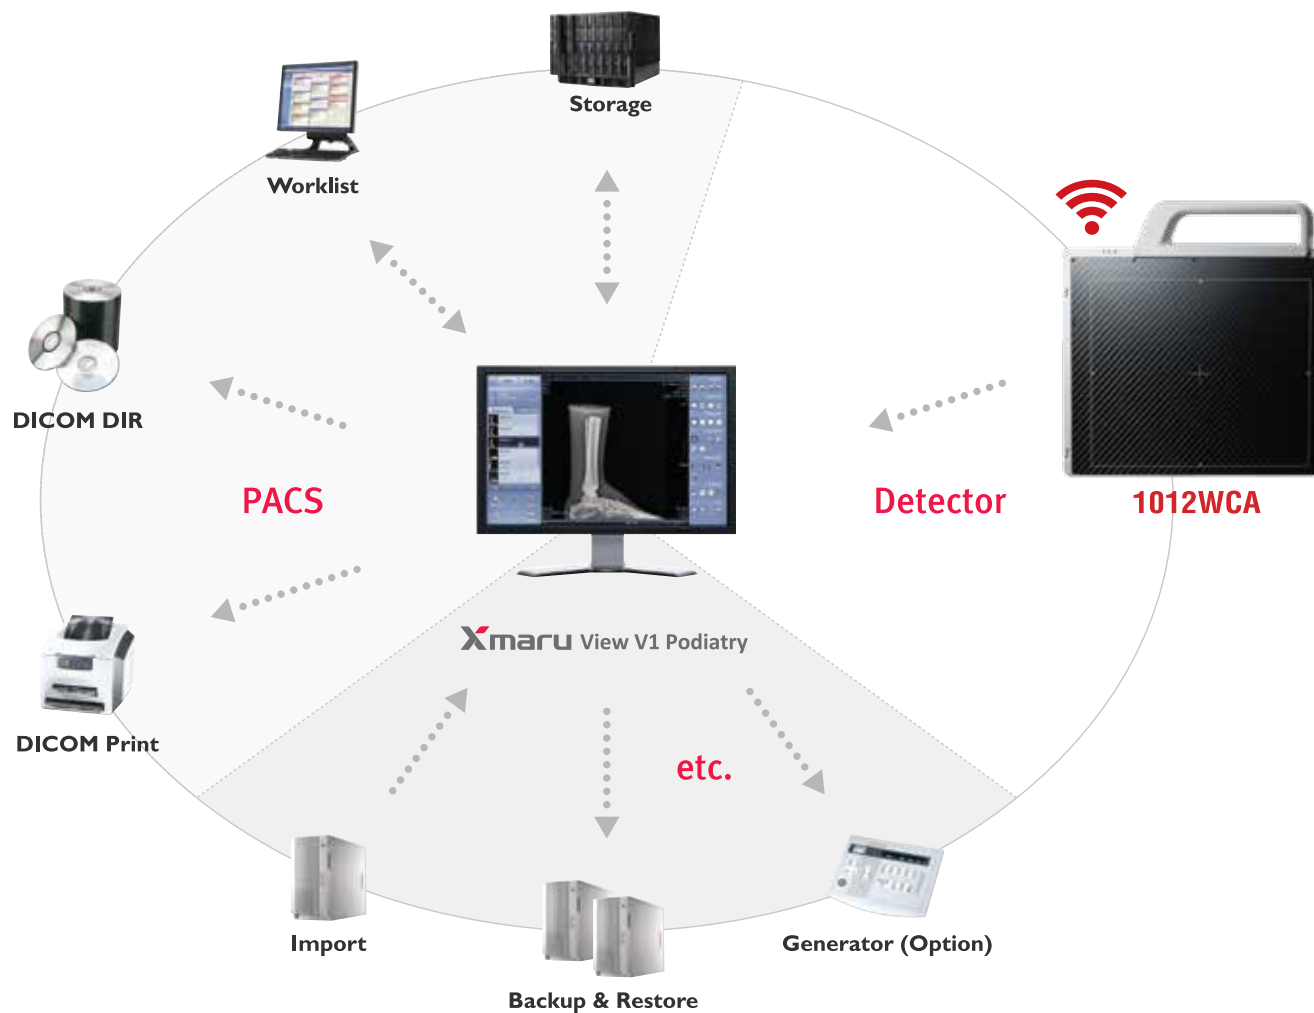 Storage
Worklist
DICOM DIR
PACS
Detector
1012WCA
Xmaru View V1 Podiatry
DICOM Print
etc.
Import
Generator (Option)
Backup & Restore